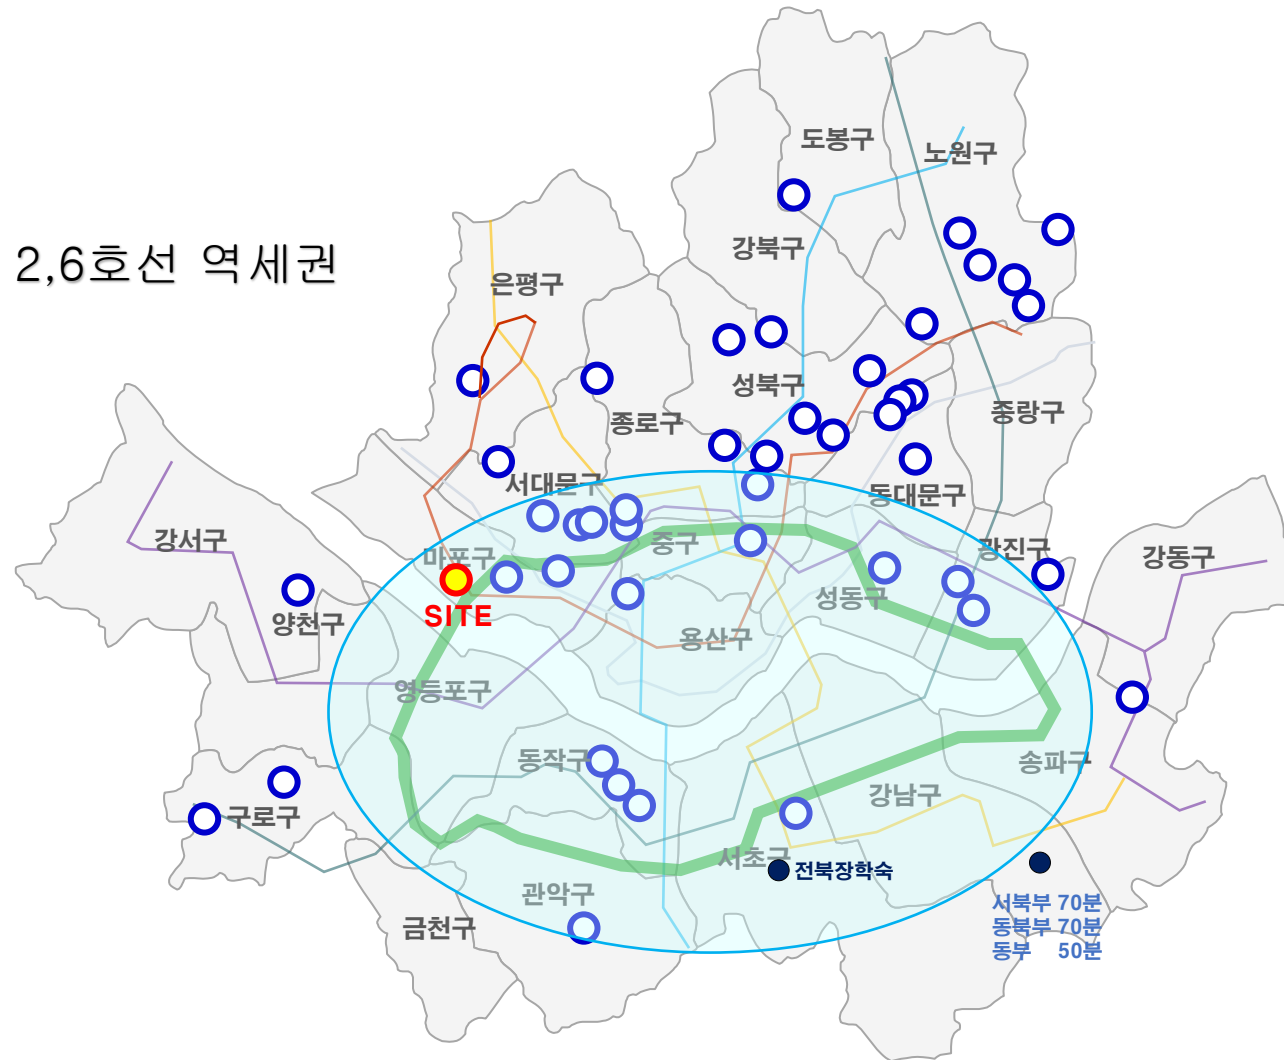 도봉구
노원구
강북구
2,6호선 역세권
은평구
성북구
종로구
중랑구
서대문구
동대문구
강서구
중구
마포구
광진구
강동구
SITE
양천구
성동구
용산구
영등포구
동작구
송파구
강남구
구로구
서초구
전북장학숙
관악구
금천구
서북부 70분
동북부 70분
동부 50분